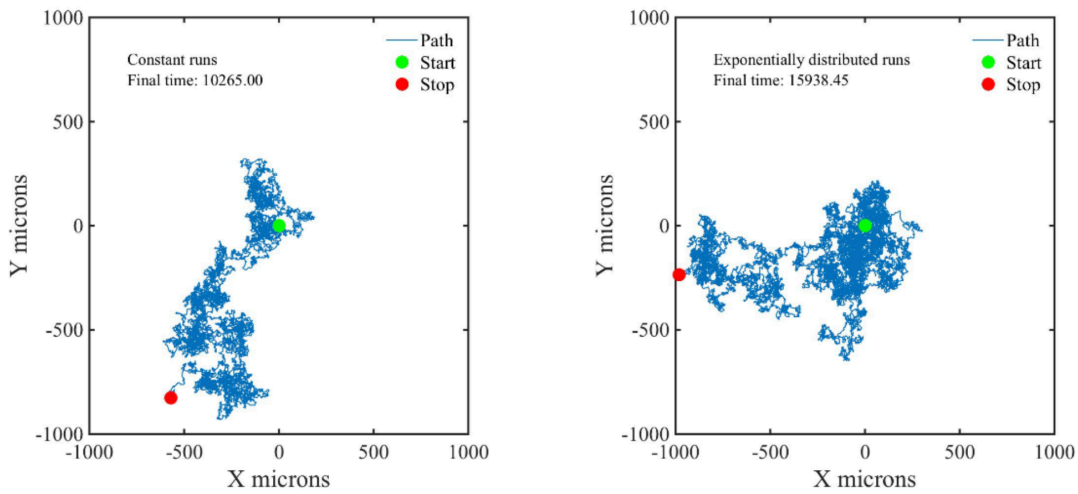 1000
500
0
-500
-1000
Y microns
Constant runs
Final time: 10265.00
Path
Start
Stop
-1000 -500 0 500 1000
X microns
1000
500
0
-500
-1000
Y microns
Exponentially distributed runs
Final time: 15938.45
Path
Start
Stop
-1000 -500 0 500 1000
X microns